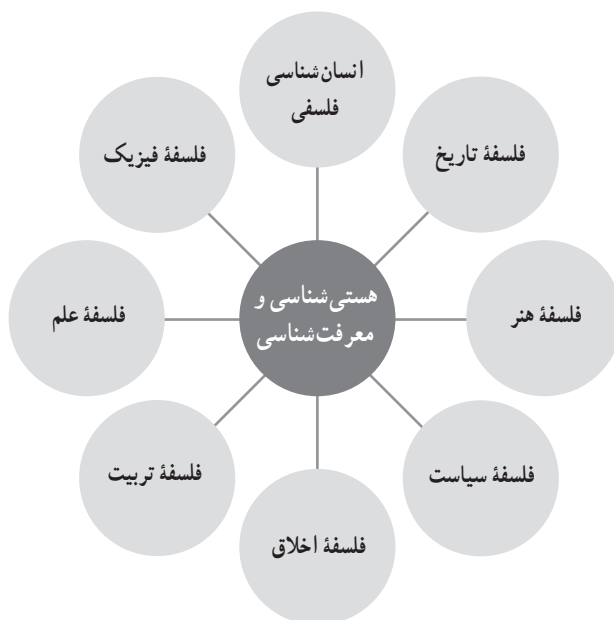 انسان‌شناسی
فلسفی
فلسفهٔ تاریخ
فلسفهٔ فیزیک
هستی‌شناسی و
معرفت‌شناسی
فلسفهٔ هنر
فلسفهٔ علم
فلسفهٔ سیاست
فلسفهٔ تربیت
فلسفهٔ اخلاق